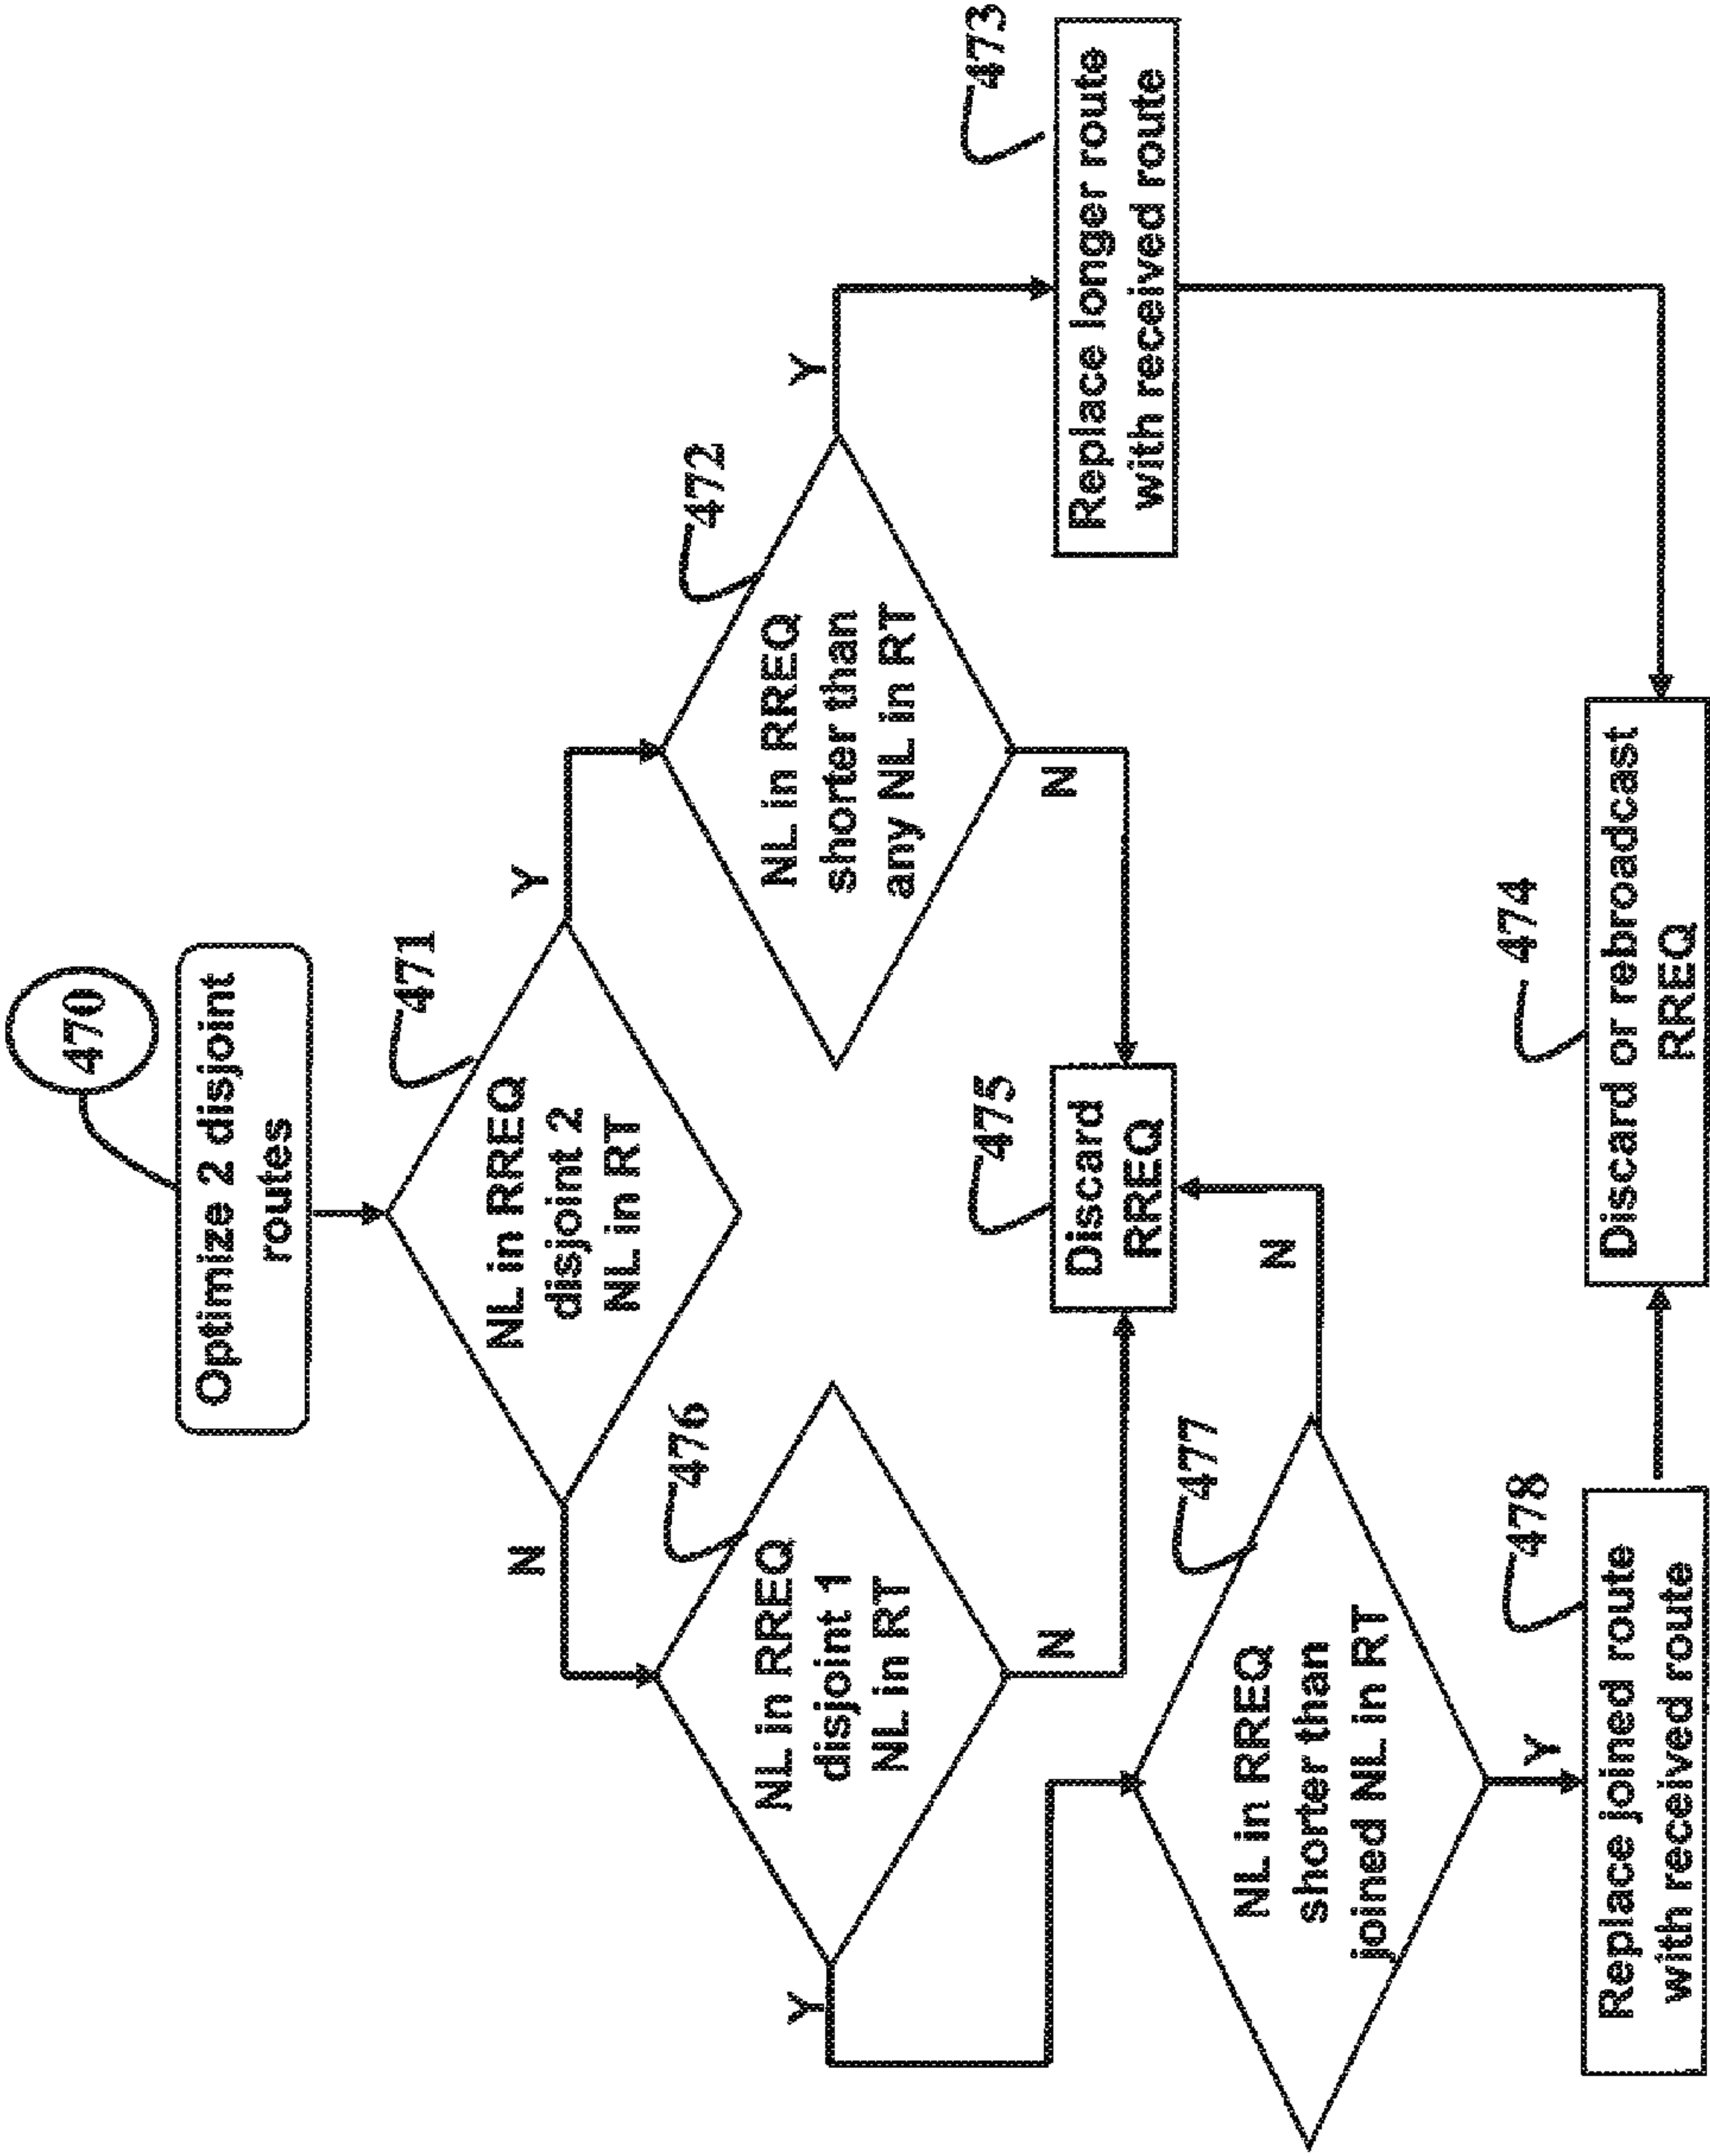 470
Optimize 2 disjoint
routes
471
NL in RREQ
disjoint 2
NL in RT
N
Y
476
NL in RREQ
disjoint 1
NL in RT
Y
N
472
NL in RREQ
shorter than
any NL in RT
Y
N
475
Discard
RREQ
473
Replace longer route
with received route
477
NL in RREQ
shorter than
joined NL in RT
N
Y
478
Replace joined route
with received route
474
Discard or rebroadcast
RREQ